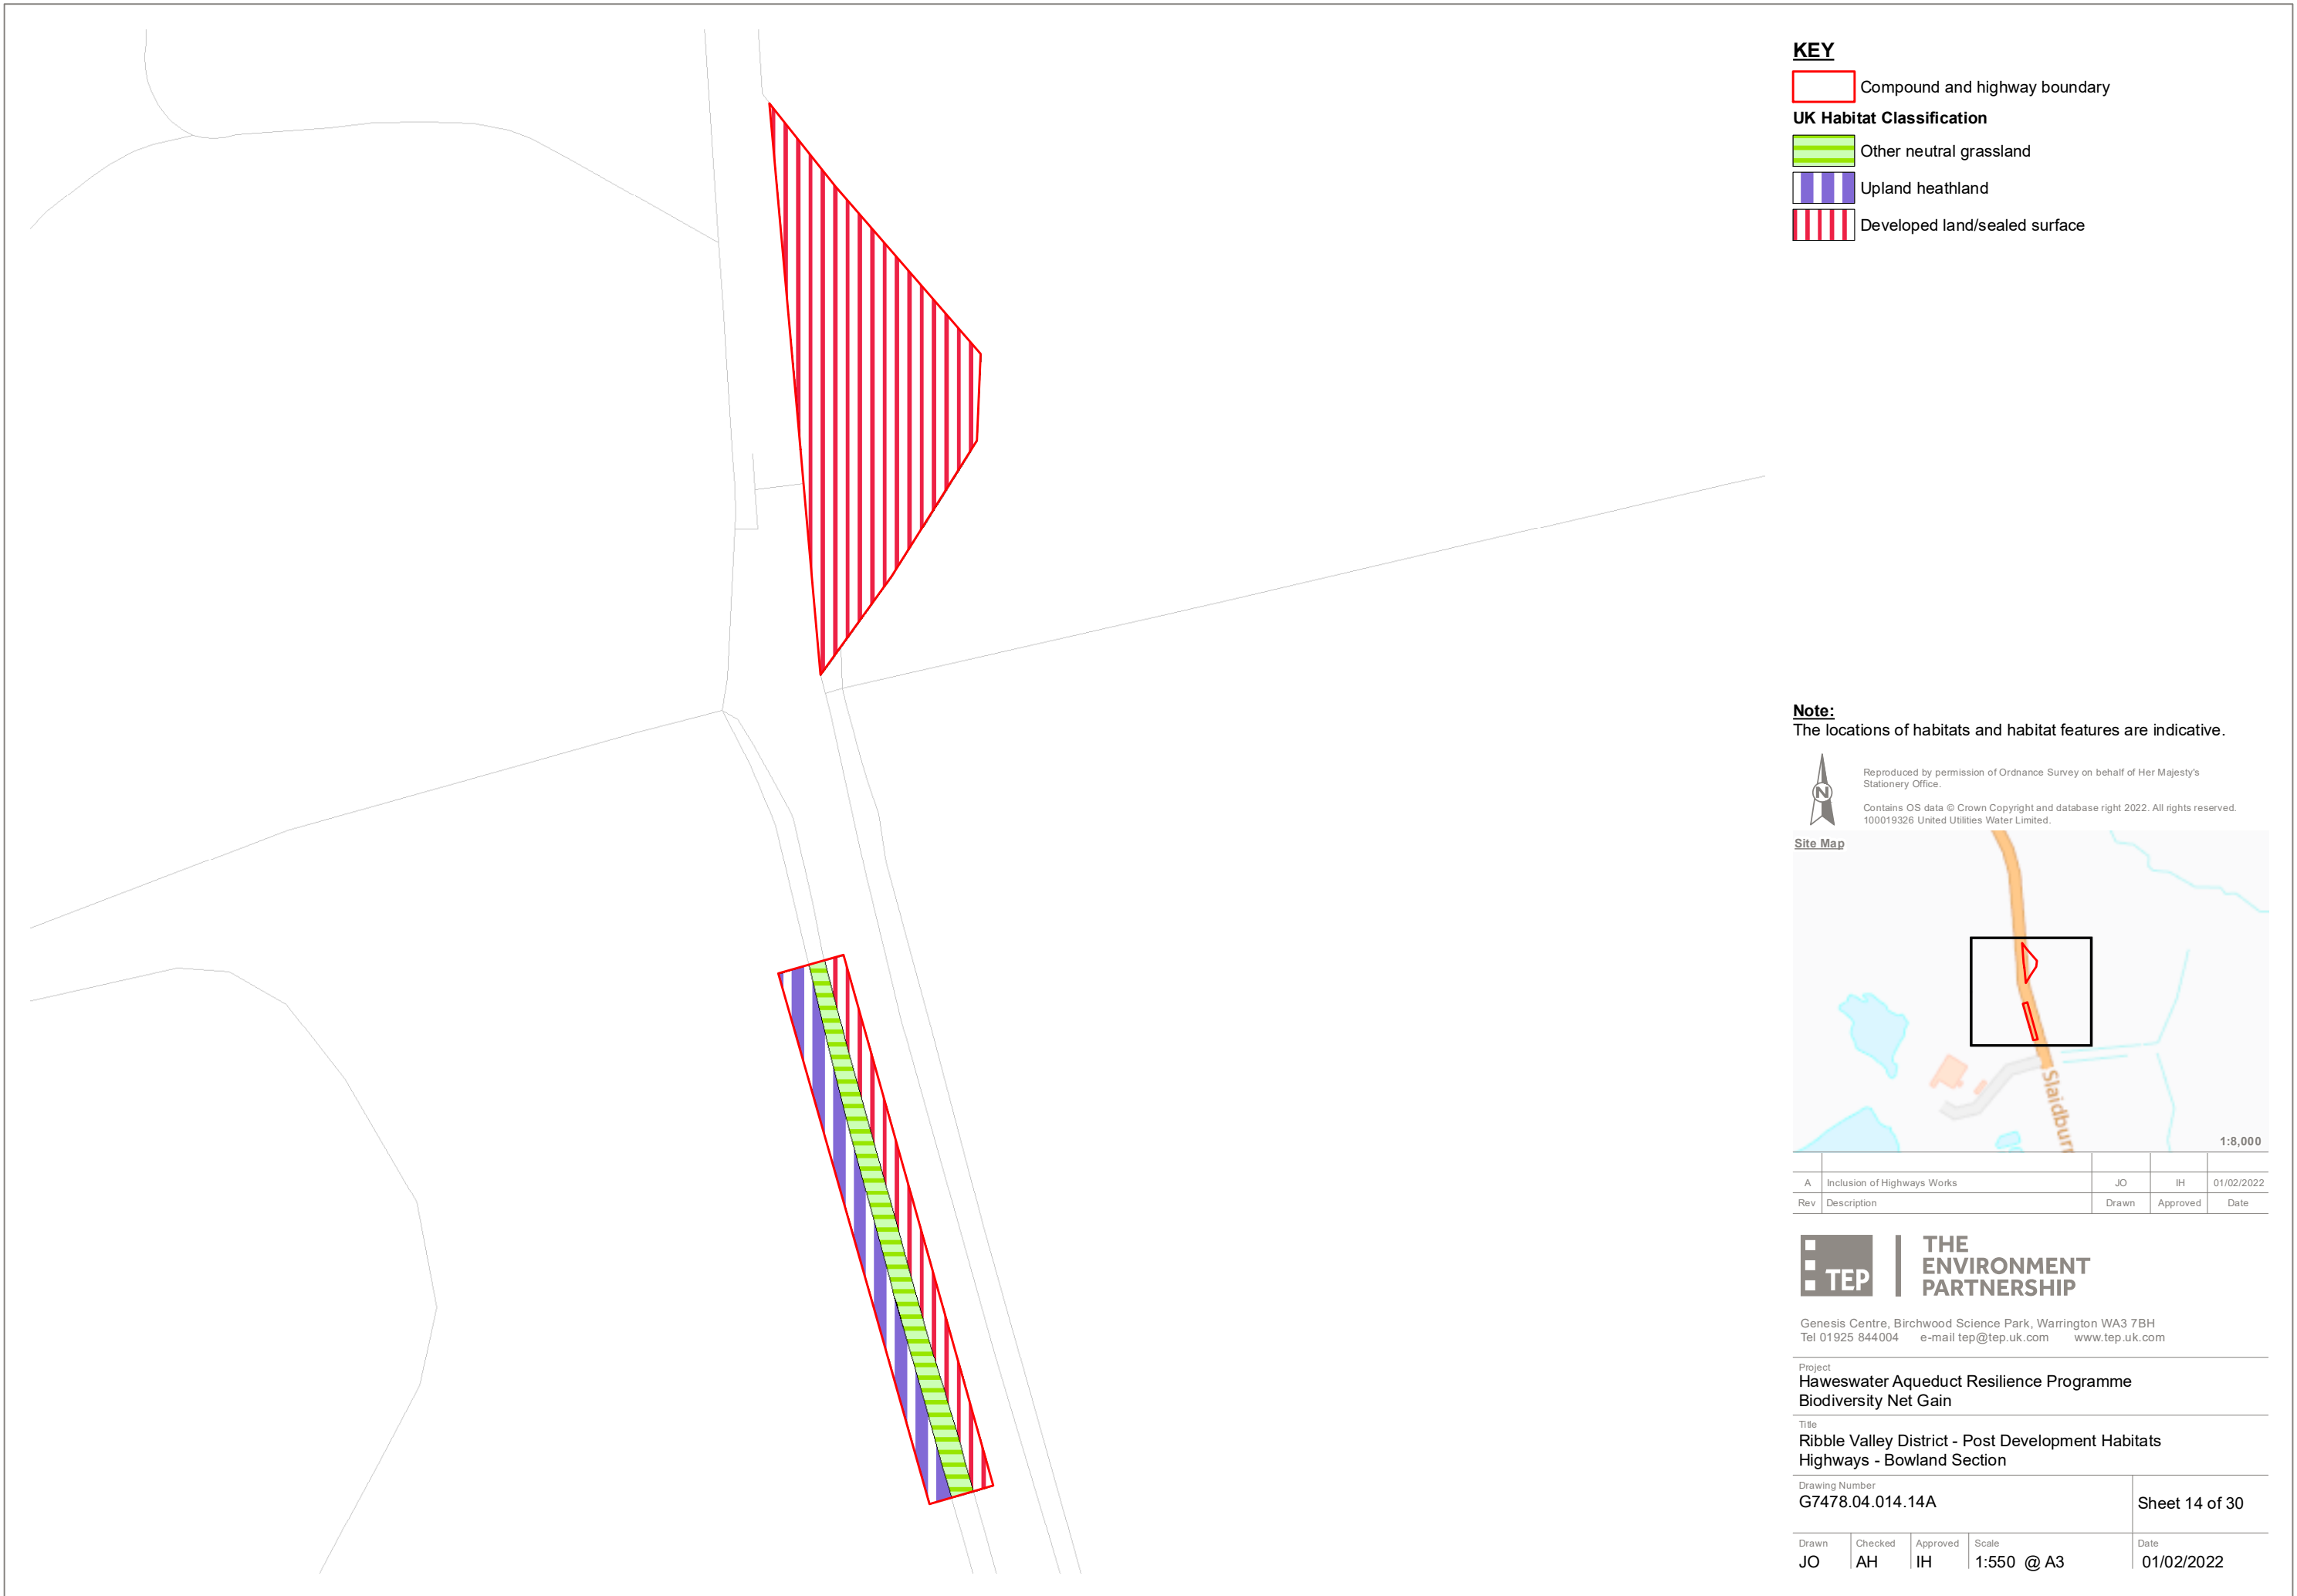 KEY
Compound and highway boundary
UK Habitat Classification
Other neutral grassland
Upland heathland
Developed land/sealed surface
Note:
The locations of habitats and habitat features are indicative.
N
Reproduced by permission of Ordnance Survey on behalf of Her Majesty's
Stationery Office.
Contains OS data © Crown Copyright and database right 2022. All rights reserved.
100019326 United Utilities Water Limited.
Site Map
Slaidburn
1:8,000
A Inclusion of Highways Works JO IH 01/02/2022
Rev Description Drawn Approved Date
TEP
THE
ENVIRONMENT
PARTNERSHIP
Genesis Centre, Birchwood Science Park, Warrington WA3 7BH
Tel 01925 844004 e-mail tep@tep.uk.com www.tep.uk.com
Project
Haweswater Aqueduct Resilience Programme
Biodiversity Net Gain
Title
Ribble Valley District - Post Development Habitats
Highways - Bowland Section
Drawing Number
G7478.04.014.14A
Sheet 14 of 30
Drawn Checked Approved Scale Date
JO AH IH 1:550 @ A3 01/02/2022